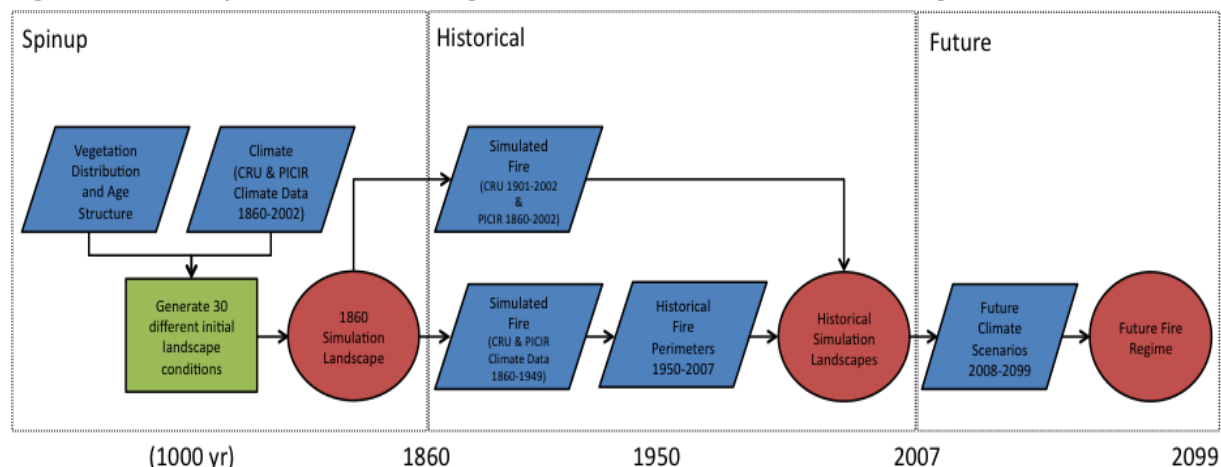 Spinup
Historical
Future
Vegetation
Distribution
and Age
Structure
Climate
(CRU & PICIR
Climate Data
1860-2002)
Simulated
Fire
(CRU 1901-2002
&
PICIR 1860-2002)
Generate 30
different initial
landscape
conditions
1860
Simulation
Landscape
Simulated
Fire
(CRU & PICIR
Climate Data
1860-1949)
Historical
Fire
Perimeters
1950-2007
Historical
Simulation
Landscapes
Future
Climate
Scenarios
2008-2099
Future Fire
Regime
(1000 yr)
1860
1950
2007
2099